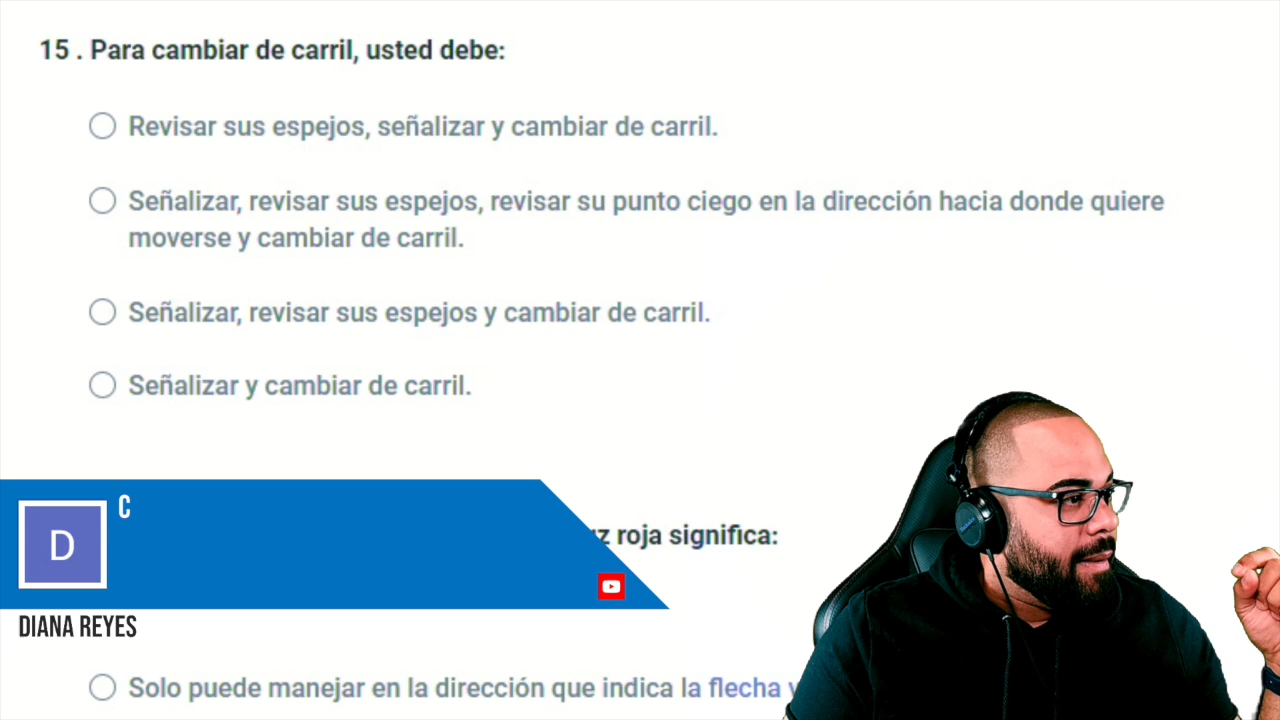 15 . Para cambiar de carril, usted debe:
Revisar sus espejos, señalizar y cambiar de carril.
Señalizar, revisar sus espejos, revisar su punto ciego en la dirección hacia donde quiere
moverse y cambiar de carril.
Señalizar, revisar sus espejos y cambiar de carril.
Señalizar y cambiar de carril.
C
D
roja significa:
DIANA REYES
Solo puede manejar en la dirección que indica la flecha